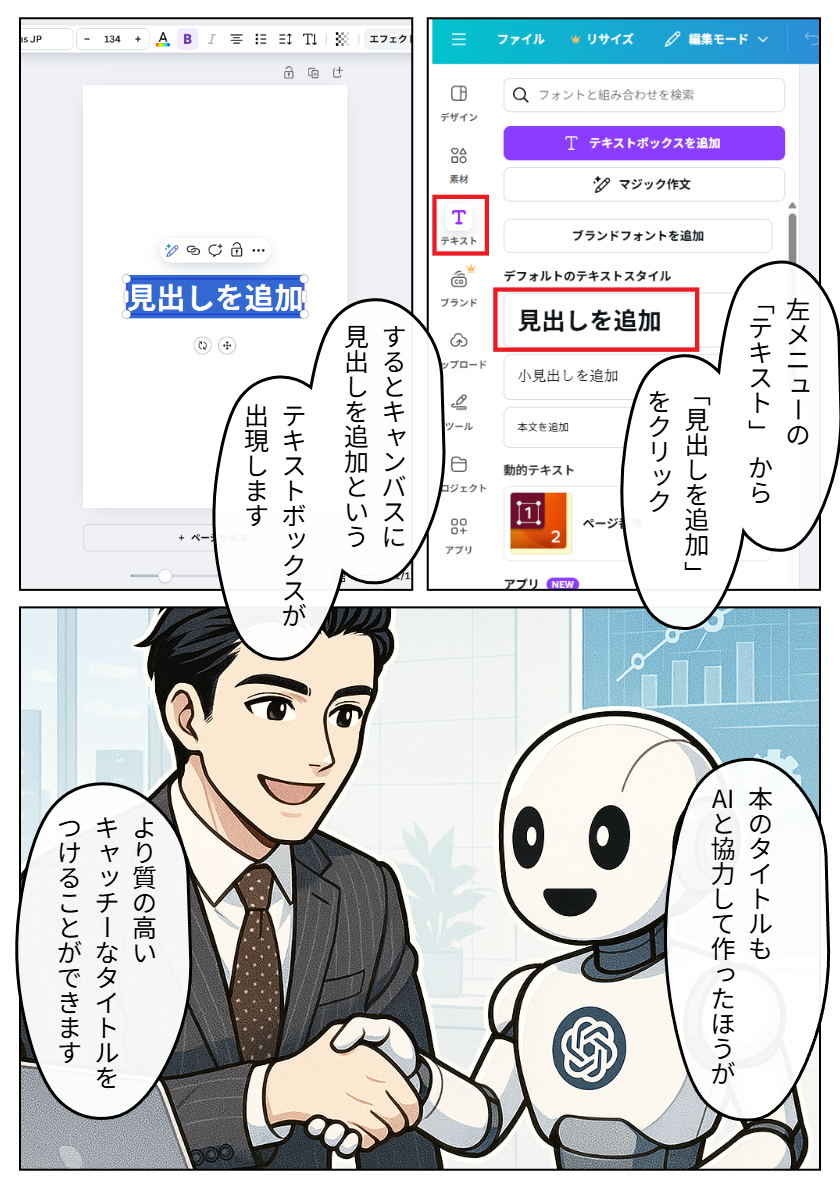 ファイル
リサイズ
編集モード
デザイン
素材
テキスト
ブランド
ップロード
ツール
ロジェクト
アプリ
フォントと組み合わせを検索
テキストボックスを追加
マジック作文
ブランドフォントを追加
デフォルトのテキストスタイル
見出しを追加
小見出しを追加
本文を追加
動的テキスト
1
2
ページ番号
アプリ NEW
左メニューの
「テキスト」 から
「見出しを追加」
をクリック
ns JP
− 134 +
A B I
エフェクト
見出しを追加
+ ページを追加
1/1
するとキャンバスに
見出しを追加という
テキストボックスが
出現します
本のタイトルも
AIと協力して作ったほうが
より質の高い
キャッチーなタイトルを
つけることができます